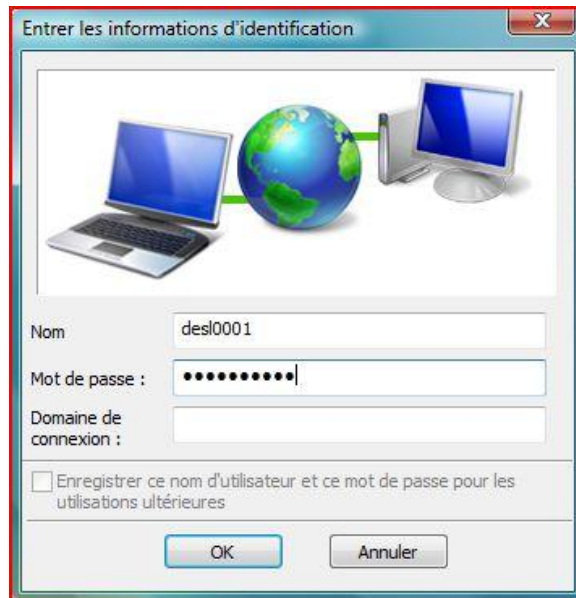 Entrer les informations d'identification
Nom
desl0001
Mot de passe :
●●●●●●●●●●
Domaine de
connexion :
Enregistrer ce nom d'utilisateur et ce mot de passe pour les
utilisations ultérieures
OK
Annuler